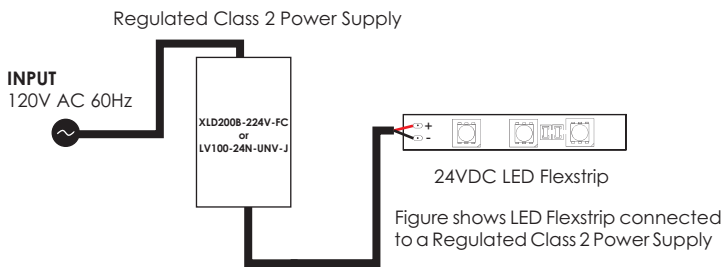 Regulated Class 2 Power Supply
INPUT
120V AC 60Hz
XLD200B-224V-FC
or
LV100-24N-UNV-J
+
-
24VDC LED Flexstrip
Figure shows LED Flexstrip connected
to a Regulated Class 2 Power Supply